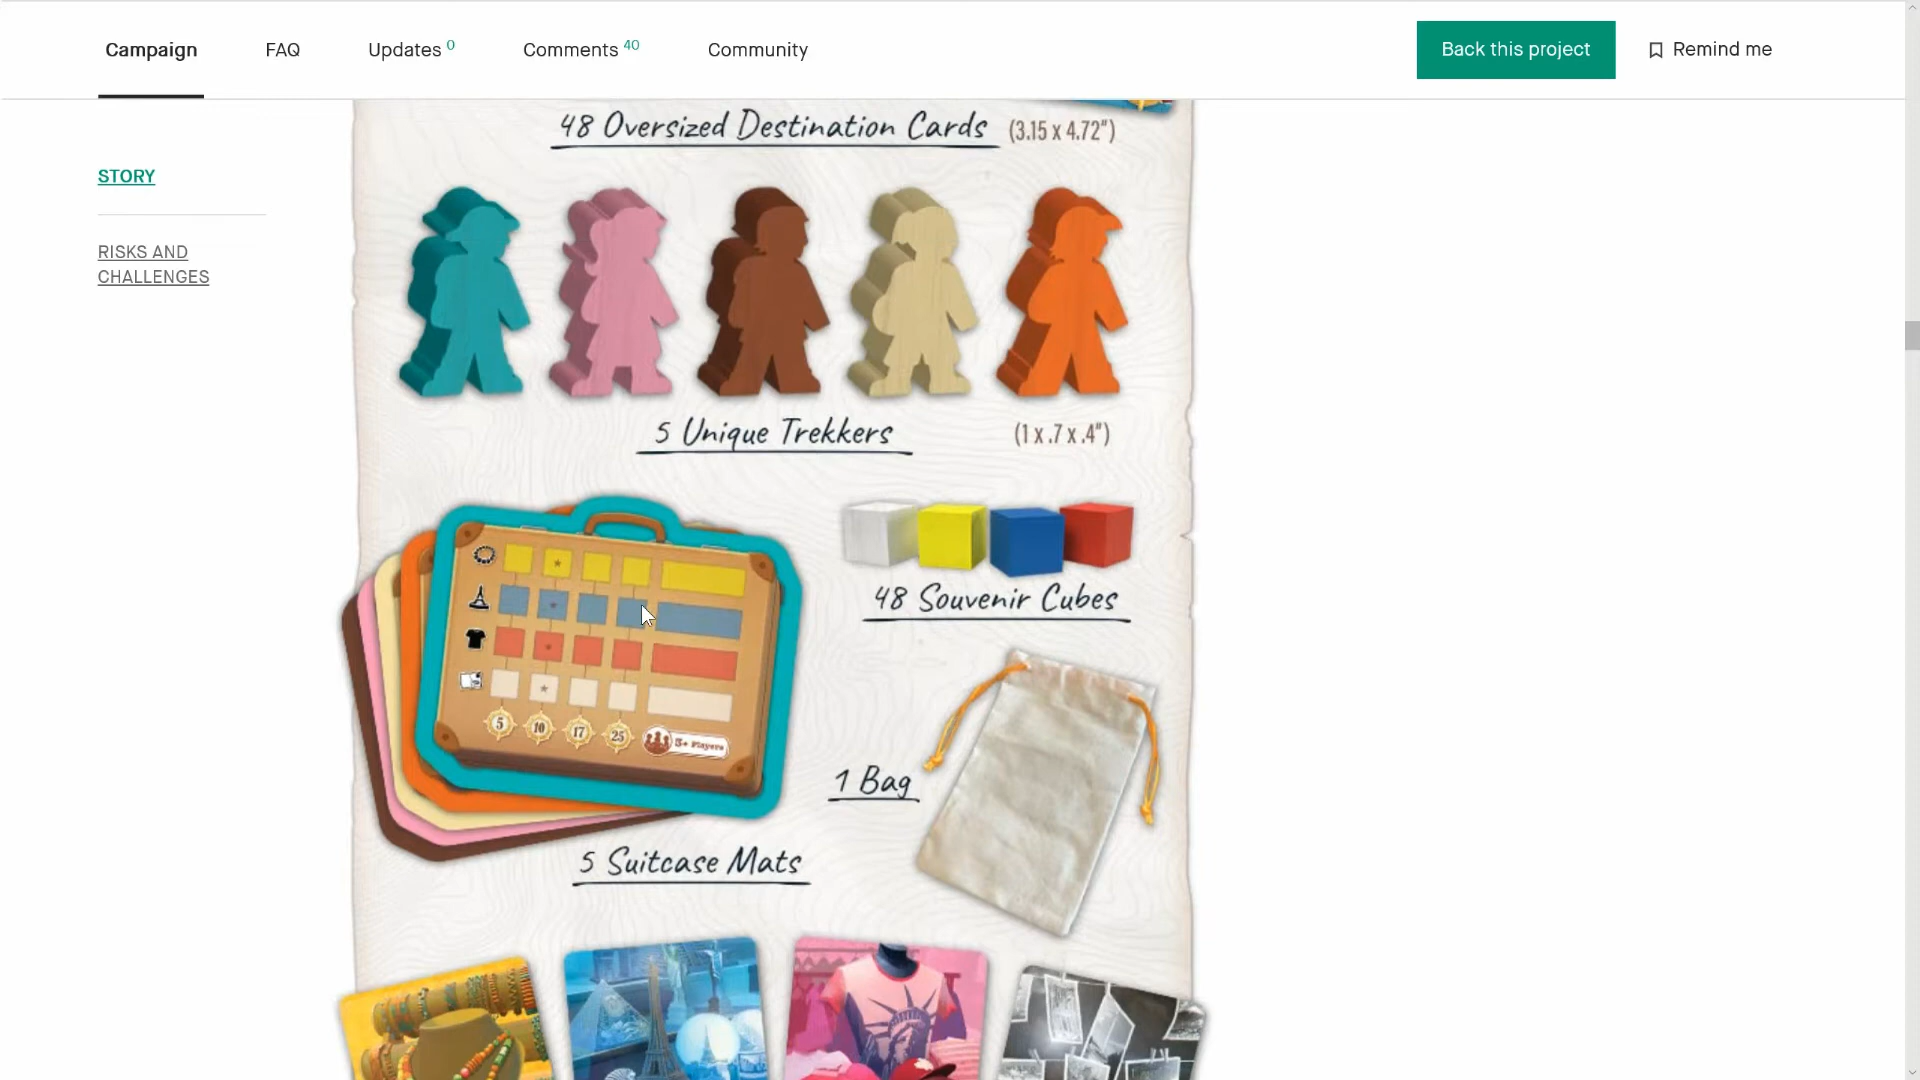 Campaign
FAQ
Updates 0
Comments 40
Community
Back this project
Remind me
STORY
RISKS AND
CHALLENGES
48 Oversized Destination Cards (3.15 x 4.72")
5 Unique Trekkers (1 x .7 x .4")
5 10 17 25 3+ Players
48 Souvenir Cubes
1 Bag
5 Suitcase Mats